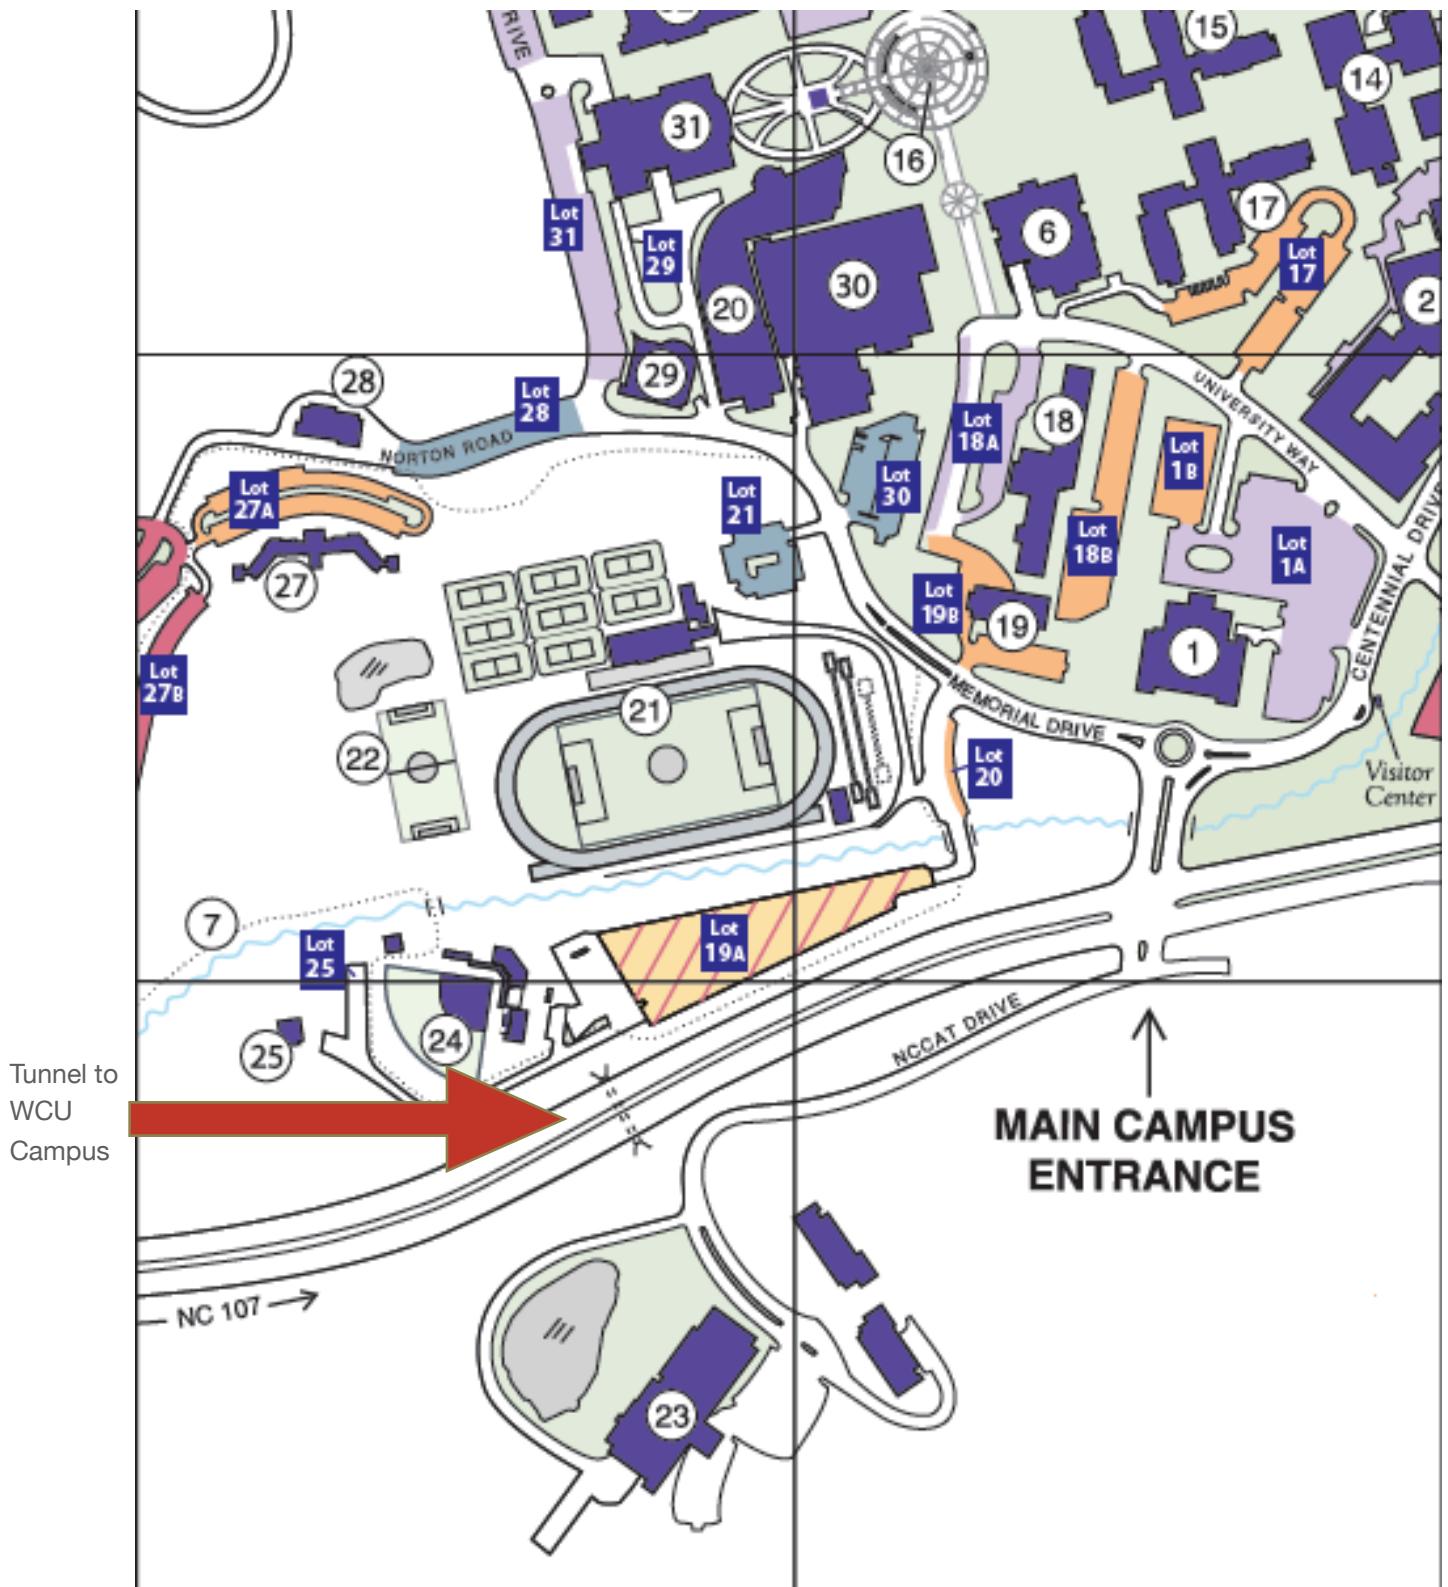 DRIVE
15
14
31
16
17
6
Lot
31
Lot
29
Lot
17
20
30
2
28
29
Lot
28
NORTON ROAD
UNIVERSITY WAY
Lot
18A
18
Lot
1B
Lot
27A
Lot
21
Lot
30
Lot
18B
Lot
1A
CENTENNIAL DRIVE
27
Lot
19B
19
1
Lot
27B
21
22
MEMORIAL DRIVE
Lot
20
Visitor
Center
7
Lot
25
Lot
19A
24
25
NCCAT DRIVE
Tunnel to
WCU
Campus
MAIN CAMPUS
ENTRANCE
NC 107
23